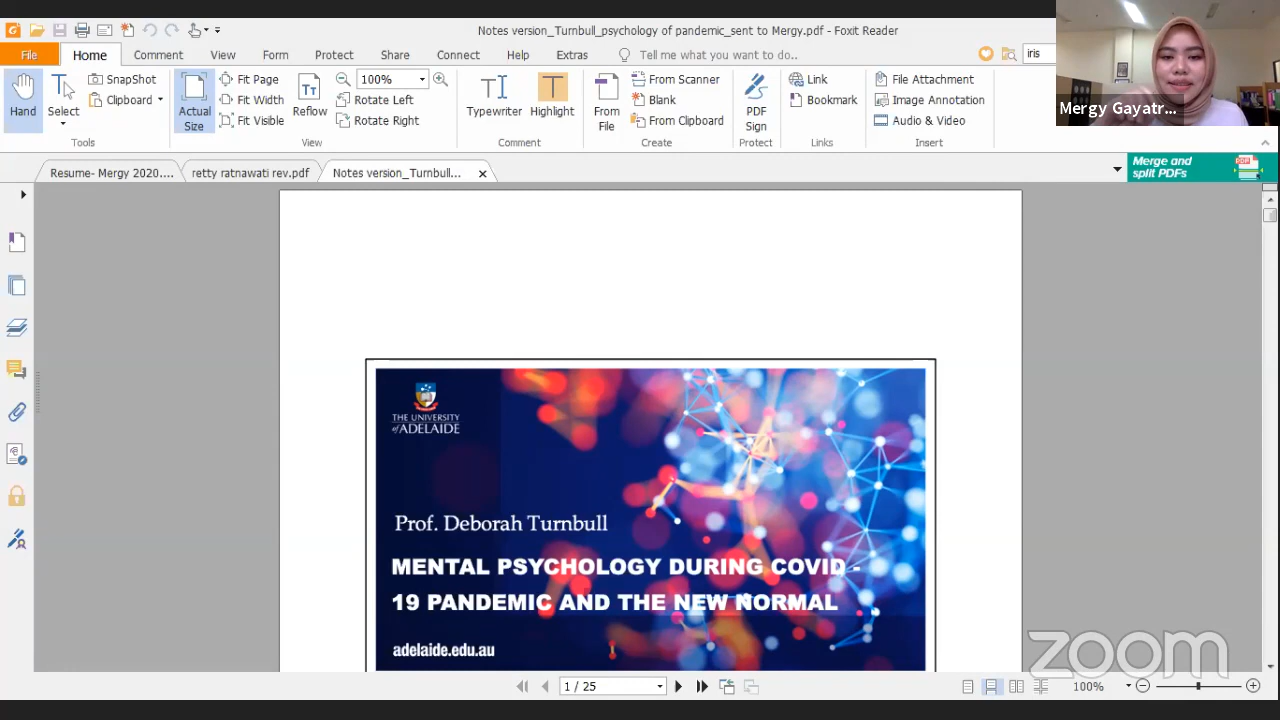 Notes version_Turnbull_psychology of pandemic_sent to Mergy.pdf - Foxit Reader
File Home Comment View Form Protect Share Connect Help Extras Tell me what you want to do.. iris
Hand
Select
SnapShot
Clipboard
Tools
Actual Size
Fit Page
Fit Width
Fit Visible
Reflow
100%
Rotate Left
Rotate Right
View
Typewriter
Highlight
Comment
From File
From Scanner
Blank
From Clipboard
Create
PDF Sign
Protect
Link
Bookmark
Links
File Attachment
Image Annotation
Audio & Video
Insert
Mergy Gayatr...
Resume- Mergy 2020.... retty ratnawati rev.pdf Notes version_Turnbull...
Merge and
split PDFs
THE UNIVERSITY
of ADELAIDE
Prof. Deborah Turnbull
MENTAL PSYCHOLOGY DURING COVID -
19 PANDEMIC AND THE NEW NORMAL
adelaide.edu.au
zoom
1 / 25
100%